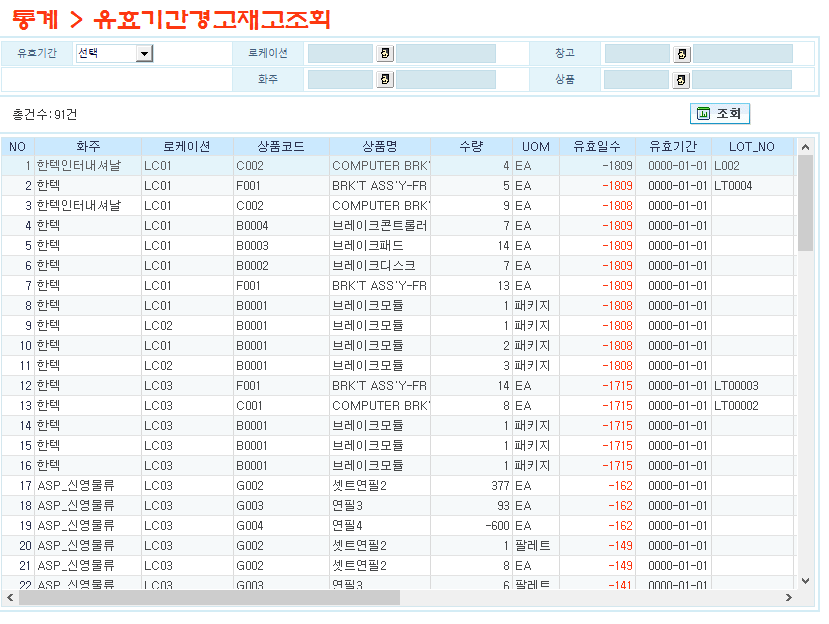 통계 > 유효기간경고재고조회
유효기간 선택 로케이션 창고
화주 상품
총건수:91건 조회
NO 화주 로케이션 상품코드 상품명 수량 UOM 유효일수 유효기간 LOT_NO
1 한텍인터내셔날 LC01 C002 COMPUTER BRK' 4 EA -1809 0000-01-01 L002
2 한텍 LC01 F001 BRK'T ASS'Y-FR 5 EA -1809 0000-01-01 LT0004
3 한텍인터내셔날 LC01 C002 COMPUTER BRK' 9 EA -1808 0000-01-01
4 한텍 LC01 B0004 브레이크콘트롤러 7 EA -1809 0000-01-01
5 한텍 LC01 B0003 브레이크패드 14 EA -1809 0000-01-01
6 한텍 LC01 B0002 브레이크디스크 7 EA -1809 0000-01-01
7 한텍 LC01 F001 BRK'T ASS'Y-FR 13 EA -1809 0000-01-01
8 한텍 LC01 B0001 브레이크모듈 1 패키지 -1808 0000-01-01
9 한텍 LC02 B0001 브레이크모듈 1 패키지 -1808 0000-01-01
10 한텍 LC01 B0001 브레이크모듈 2 패키지 -1808 0000-01-01
11 한텍 LC02 B0001 브레이크모듈 3 패키지 -1808 0000-01-01
12 한텍 LC03 F001 BRK'T ASS'Y-FR 14 EA -1715 0000-01-01 LT00003
13 한텍 LC03 C001 COMPUTER BRK' 8 EA -1715 0000-01-01 LT00002
14 한텍 LC03 B0001 브레이크모듈 1 패키지 -1715 0000-01-01
15 한텍 LC03 B0001 브레이크모듈 1 패키지 -1715 0000-01-01
16 한텍 LC03 B0001 브레이크모듈 1 패키지 -1715 0000-01-01
17 ASP_신영물류 LC03 G002 셋트연필2 377 EA -162 0000-01-01
18 ASP_신영물류 LC03 G003 연필3 93 EA -162 0000-01-01
19 ASP_신영물류 LC03 G004 연필4 -600 EA -162 0000-01-01
20 ASP_신영물류 LC03 G002 셋트연필2 1 팔레트 -149 0000-01-01
21 ASP_신영물류 LC03 G002 셋트연필2 8 EA -149 0000-01-01
22 ASP_신영물류 LC03 G003 연필3 6 팔레트 -141 0000-01-01